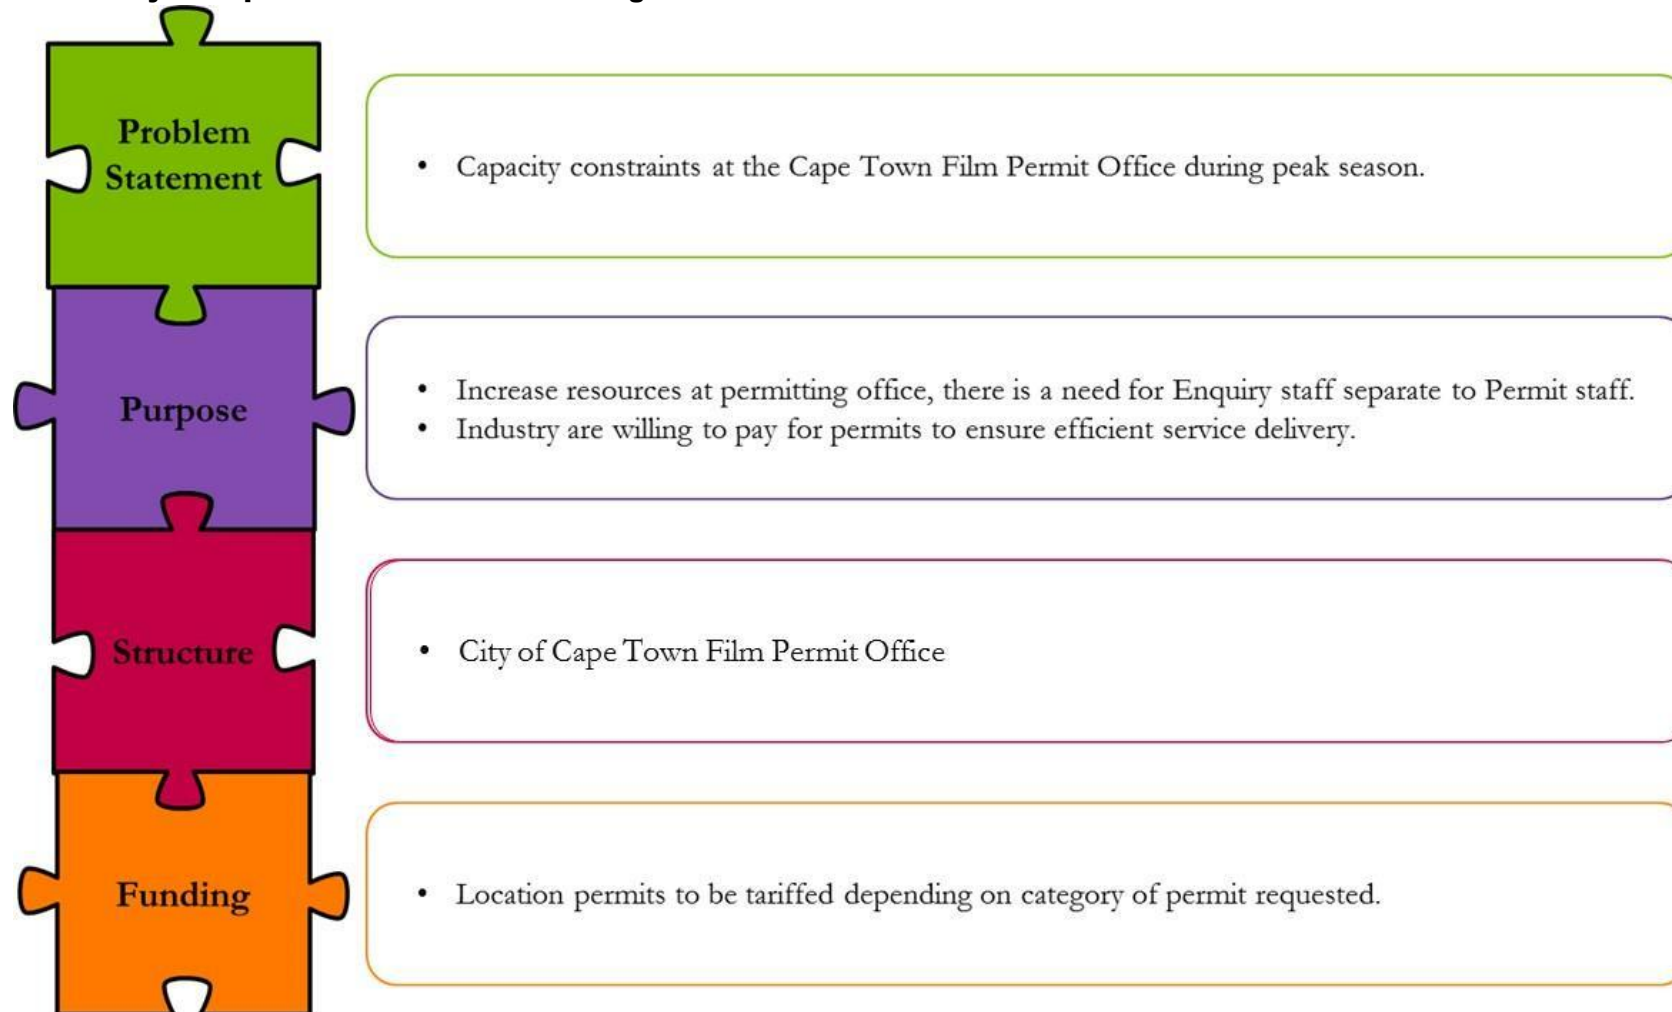 Problem
Statement
• Capacity constraints at the Cape Town Film Permit Office during peak season.
Purpose
• Increase resources at permitting office, there is a need for Enquiry staff separate to Permit staff.
• Industry are willing to pay for permits to ensure efficient service delivery.
Structure
• City of Cape Town Film Permit Office
Funding
• Location permits to be tariffed depending on category of permit requested.